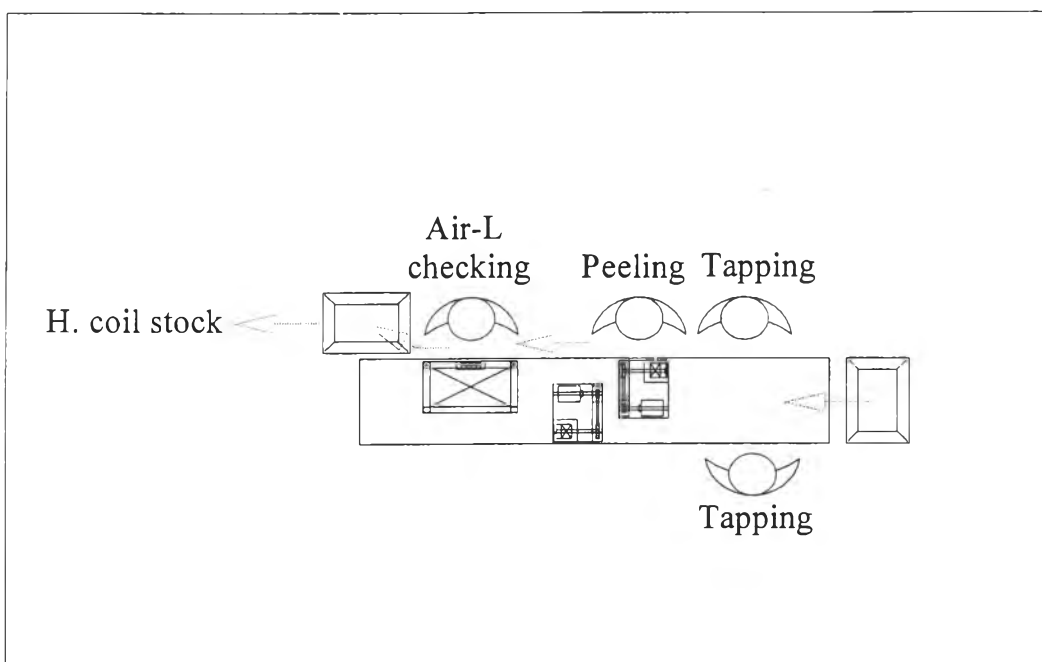 Air-L
checking
Peeling
Tapping
H. coil stock
Tapping